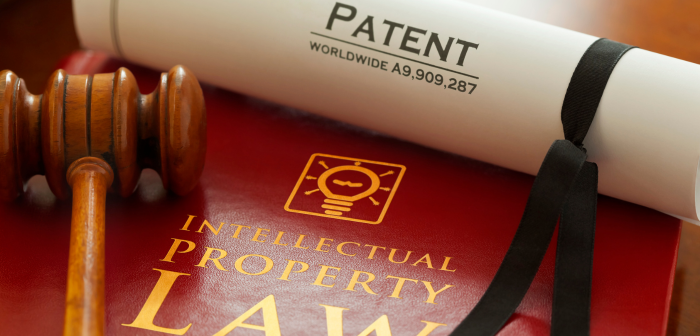 PATENT
WORLDWIDE A9,909,287
INTELLECTUAL
PROPERTY
LAW